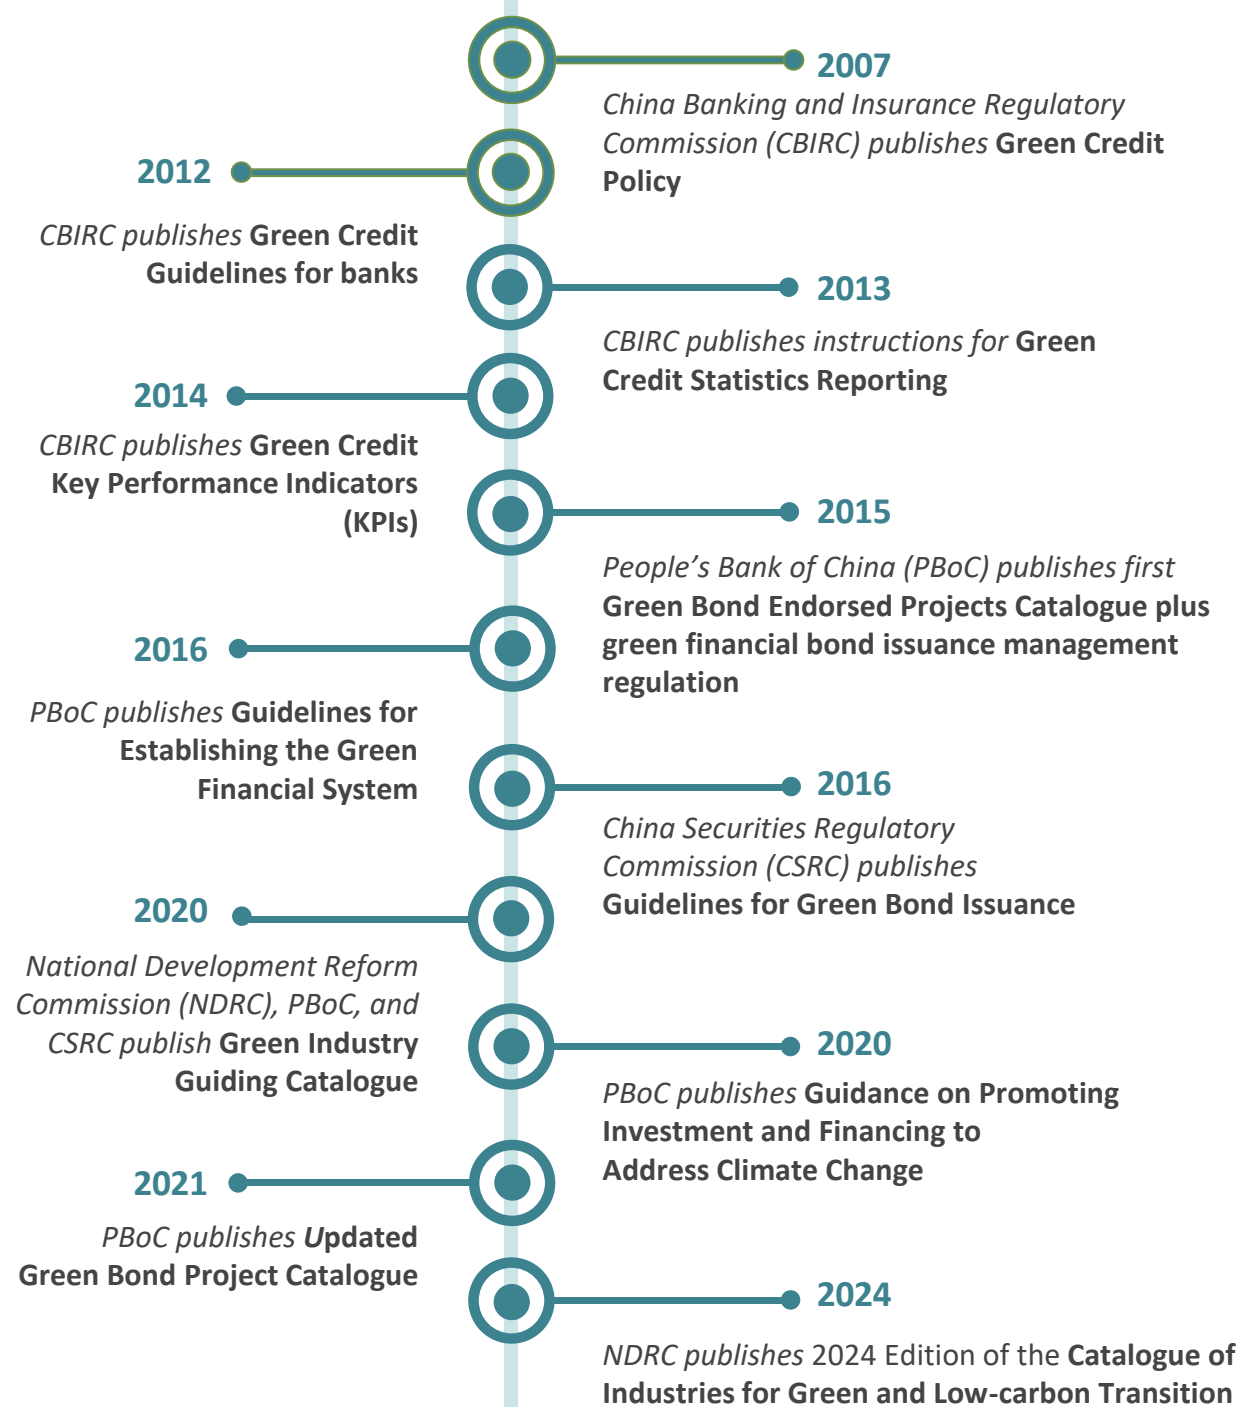 2007
China Banking and Insurance Regulatory
Commission (CBIRC) publishes Green Credit
Policy
2012
CBIRC publishes Green Credit
Guidelines for banks
2013
CBIRC publishes instructions for Green
Credit Statistics Reporting
2014
CBIRC publishes Green Credit
Key Performance Indicators
(KPIs)
2015
People’s Bank of China (PBoC) publishes first
Green Bond Endorsed Projects Catalogue plus
green financial bond issuance management
regulation
2016
PBoC publishes Guidelines for
Establishing the Green
Financial System
2016
China Securities Regulatory
Commission (CSRC) publishes
Guidelines for Green Bond Issuance
2020
National Development Reform
Commission (NDRC), PBoC, and
CSRC publish Green Industry
Guiding Catalogue
2020
PBoC publishes Guidance on Promoting
Investment and Financing to
Address Climate Change
2021
PBoC publishes Updated
Green Bond Project Catalogue
2024
NDRC publishes 2024 Edition of the Catalogue of
Industries for Green and Low-carbon Transition